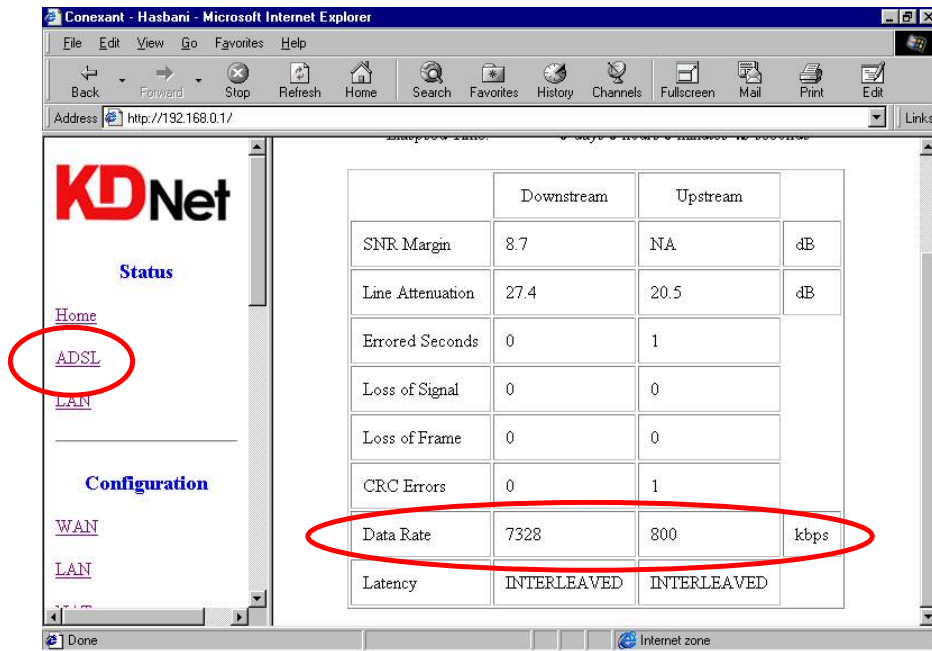 Conexant - Hasbani - Microsoft Internet Explorer
File Edit View Go Favorites Help
Back Forward Stop Refresh Home Search Favorites History Channels Fullscreen Mail Print Edit
Address http://192.168.0.1/ Links
KDNet
Status
Home
ADSL
LAN
Configuration
WAN
LAN
Downstream Upstream
SNR Margin 8.7 NA dB
Line Attenuation 27.4 20.5 dB
Errored Seconds 0 1
Loss of Signal 0 0
Loss of Frame 0 0
CRC Errors 0 1
Data Rate 7328 800 kbps
Latency INTERLEAVED INTERLEAVED
Done Internet zone